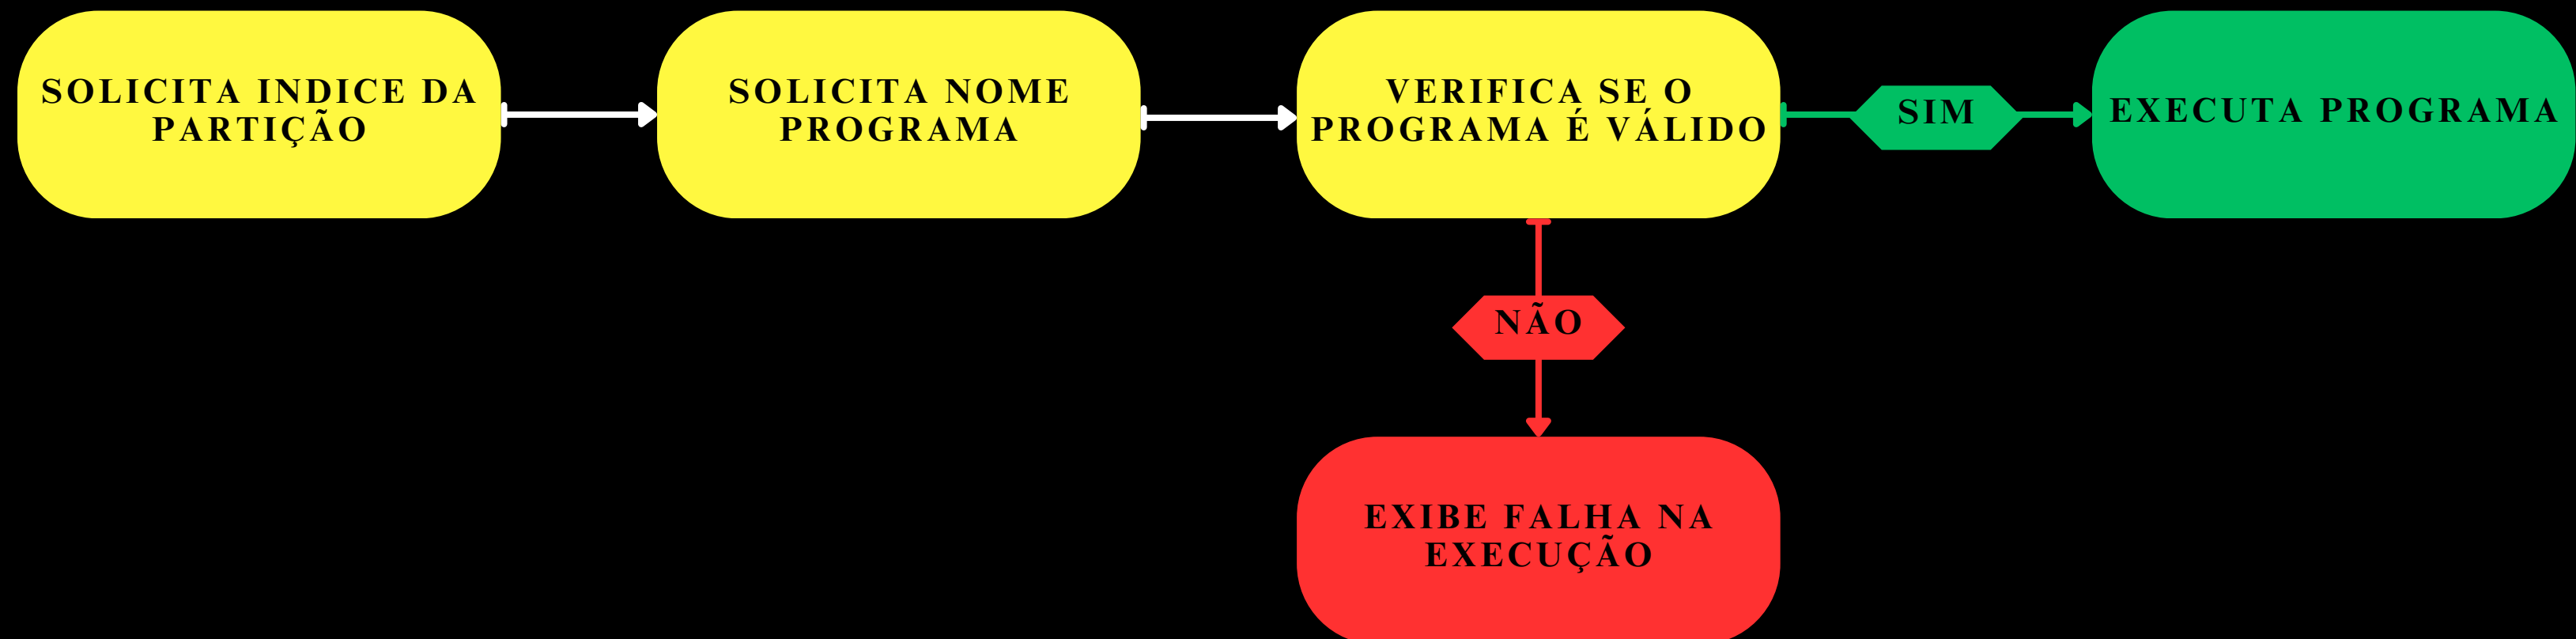 SOLICITA INDICE DA
PARTIÇÃO
SOLICITA NOME
PROGRAMA
VERIFICA SE O
PROGRAMA É VÁLIDO
SIM
EXECUTA PROGRAMA
NÃO
EXIBE FALHA NA
EXECUÇÃO